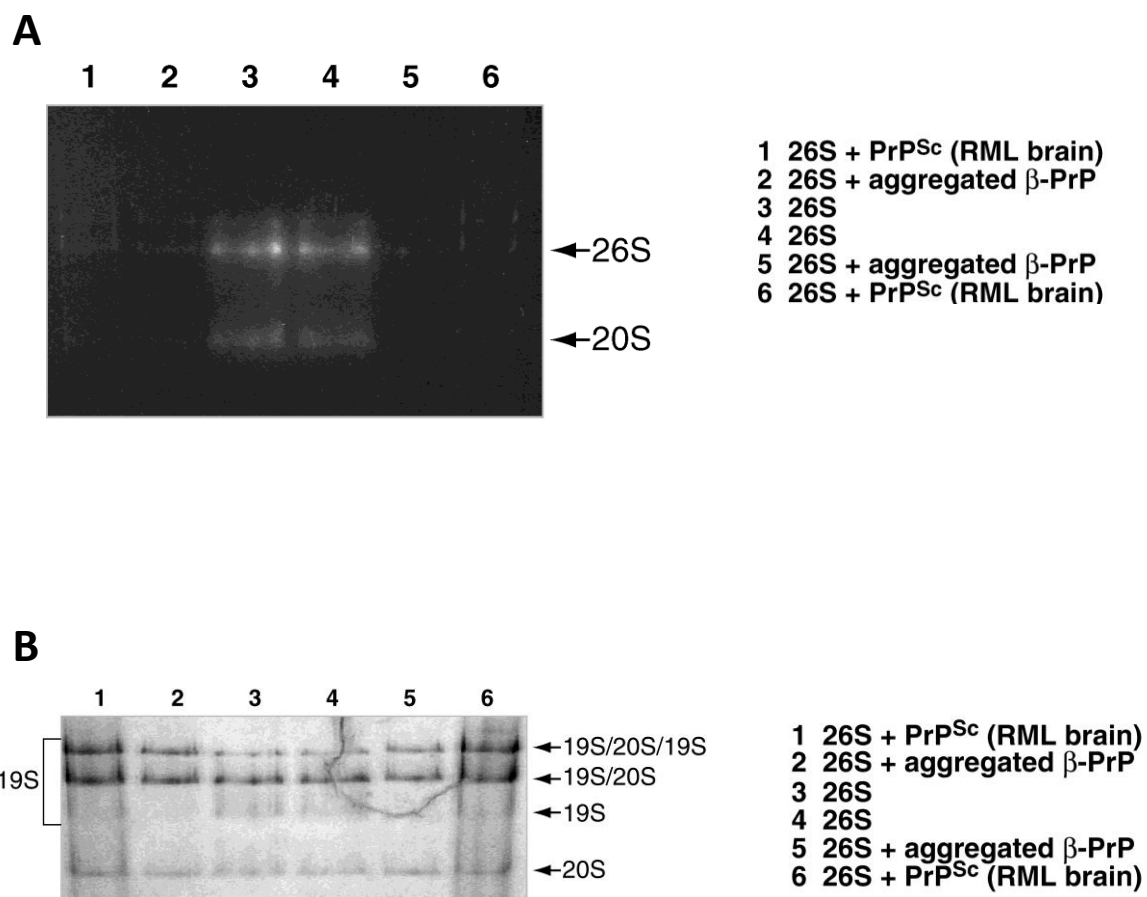 A
1 2 3 4 5 6
26S
20S
1 26S + PrPSc (RML brain)
2 26S + aggregated β-PrP
3 26S
4 26S
5 26S + aggregated β-PrP
6 26S + PrPSc (RML brain)
B
1 2 3 4 5 6
19S
19S/20S/19S
19S/20S
19S
20S
1 26S + PrPSc (RML brain)
2 26S + aggregated β-PrP
3 26S
4 26S
5 26S + aggregated β-PrP
6 26S + PrPSc (RML brain)